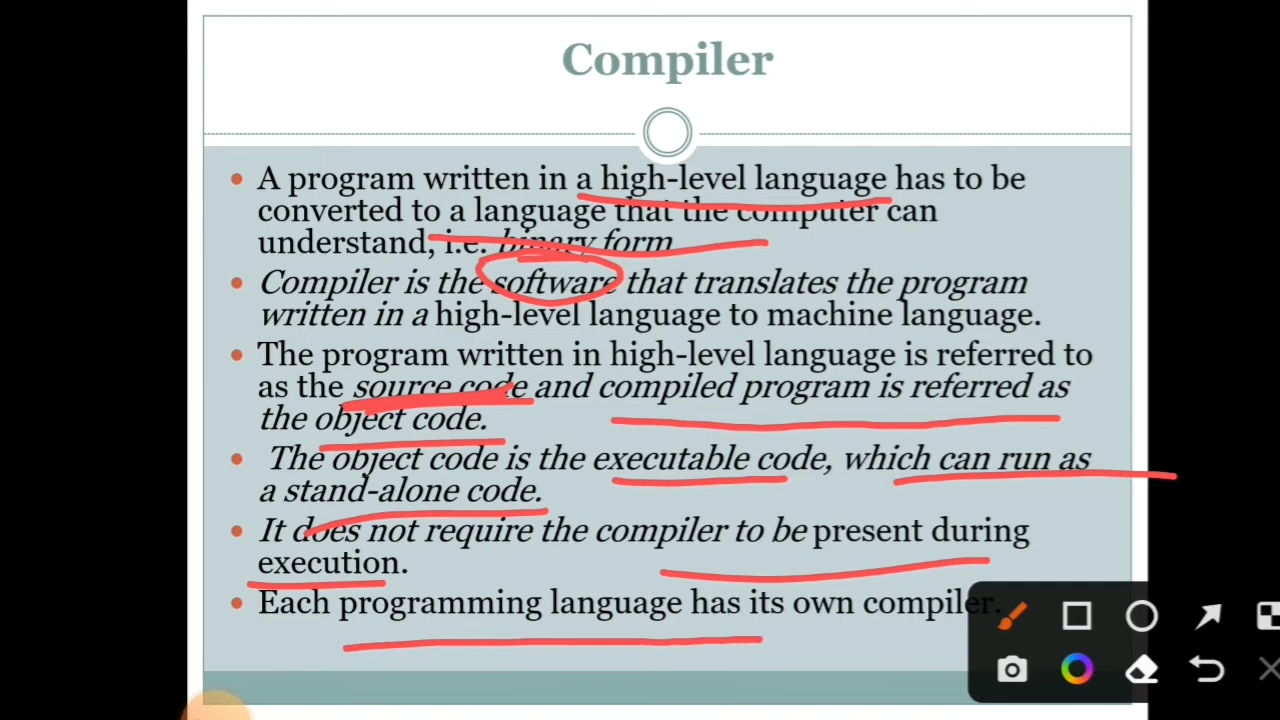 Compiler
• A program written in a high-level language has to be
converted to a language that the computer can
understand, i.e. binary form
• Compiler is the software that translates the program
written in a high-level language to machine language.
• The program written in high-level language is referred to
as the source code and compiled program is referred as
the object code.
• The object code is the executable code, which can run as
a stand-alone code.
• It does not require the compiler to be present during
execution.
• Each programming language has its own compiler.